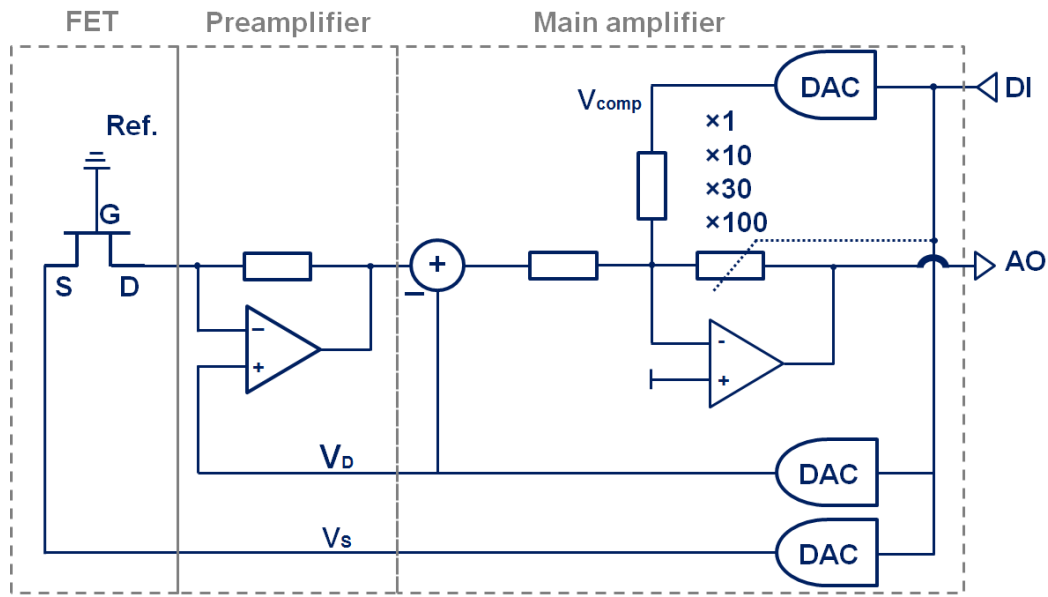 FET
Preamplifier
Main amplifier
DAC
DI
Vcomp
×1
×10
×30
×100
Ref.
G
S
D
+
−
AO
−
+
-
+
VD
DAC
VS
DAC